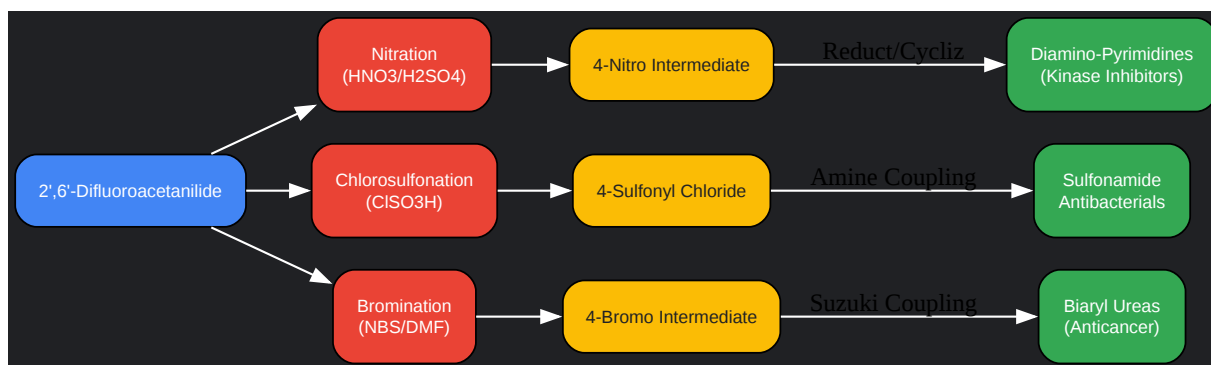 Nitration
(HNO3/H2SO4)
4-Nitro Intermediate
Reduct/Cycliz
Diamino-Pyrimidines
(Kinase Inhibitors)
2',6'-Difluoroacetanilide
Chlorosulfonation
(ClSO3H)
4-Sulfonyl Chloride
Amine Coupling
Sulfonamide
Antibacterials
Bromination
(NBS/DMF)
4-Bromo Intermediate
Suzuki Coupling
Biaryl Ureas
(Anticancer)